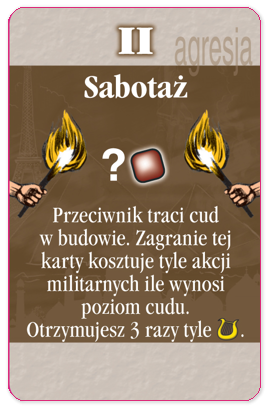 II
agresja
Sabotaż
?
Przeciwnik traci cud
w budowie. Zagranie tej
karty kosztuje tyle akcji
militarnych ile wynosi
poziom cudu.
Otrzymujesz 3 razy tyle .